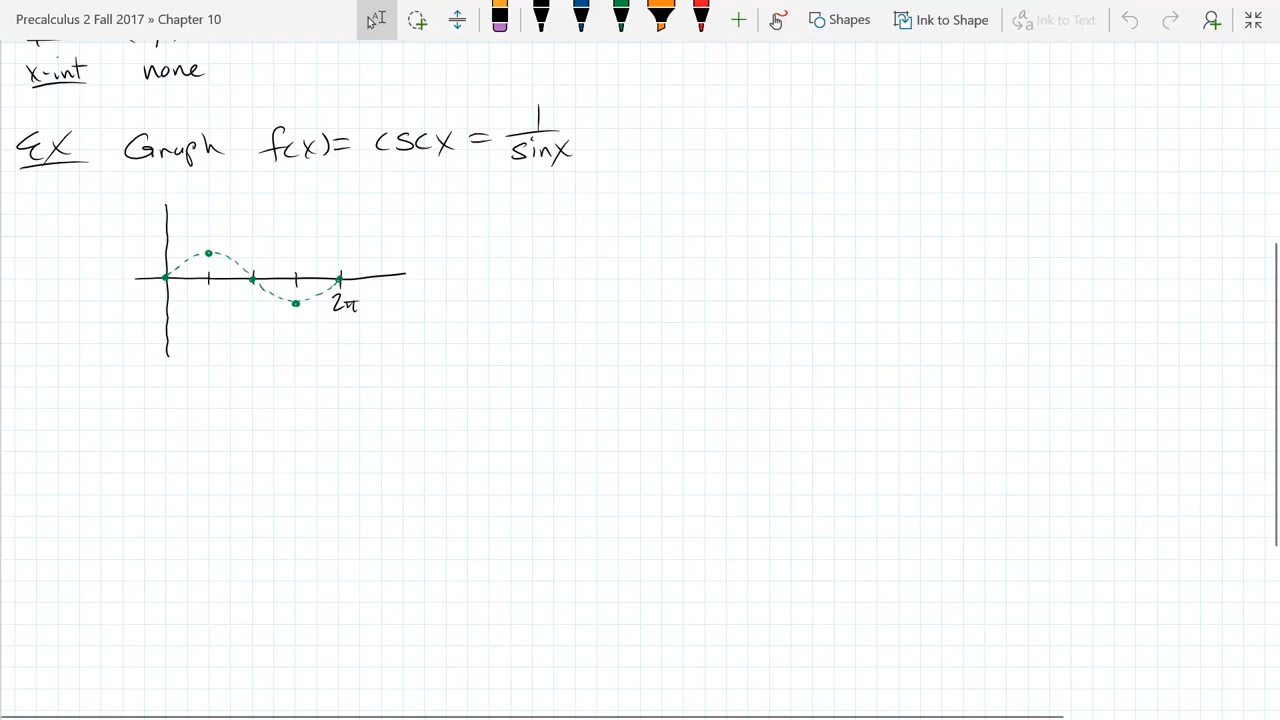 Precalculus 2 Fall 2017 » Chapter 10
Shapes
Ink to Shape
Ink to Text
x-int none
EX Graph f(x) = csc x = 1/sin x
2π